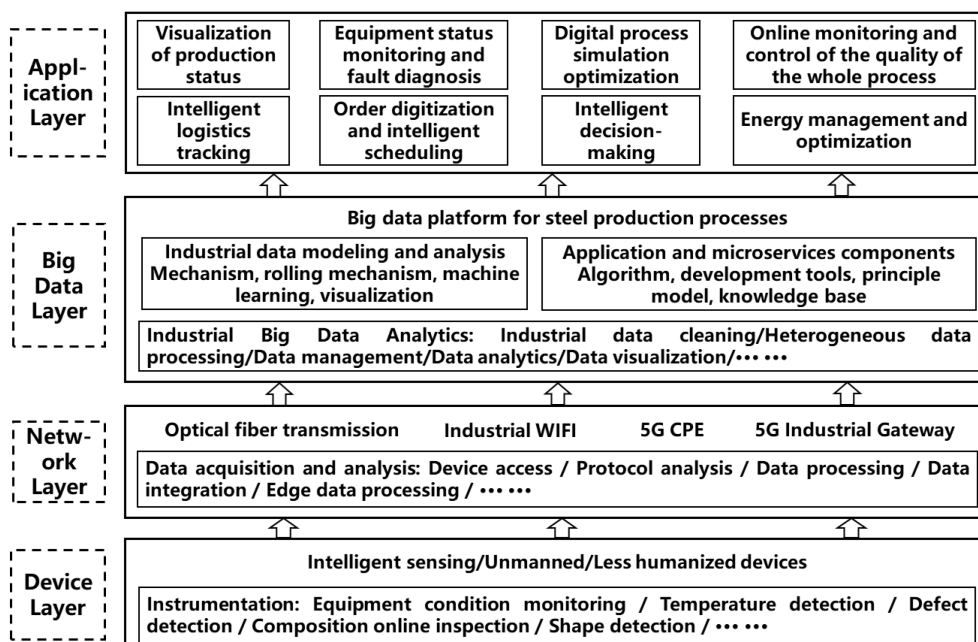 Appl-
ication
Layer
Visualization
of production
status
Equipment status
monitoring and
fault diagnosis
Digital process
simulation
optimization
Online monitoring and
control of the quality of
the whole process
Intelligent
logistics
tracking
Order digitization
and intelligent
scheduling
Intelligent
decision-
making
Energy management and
optimization
Big
Data
Layer
Big data platform for steel production processes
Industrial data modeling and analysis
Mechanism, rolling mechanism, machine
learning, visualization
Application and microservices components
Algorithm, development tools, principle
model, knowledge base
Industrial Big Data Analytics: Industrial data cleaning/Heterogeneous data
processing/Data management/Data analytics/Data visualization/··· ···
Netw-
ork
Layer
Optical fiber transmission
Industrial WIFI
5G CPE
5G Industrial Gateway
Data acquisition and analysis: Device access / Protocol analysis / Data processing / Data
integration / Edge data processing / ··· ···
Device
Layer
Intelligent sensing/Unmanned/Less humanized devices
Instrumentation: Equipment condition monitoring / Temperature detection / Defect
detection / Composition online inspection / Shape detection / ··· ···